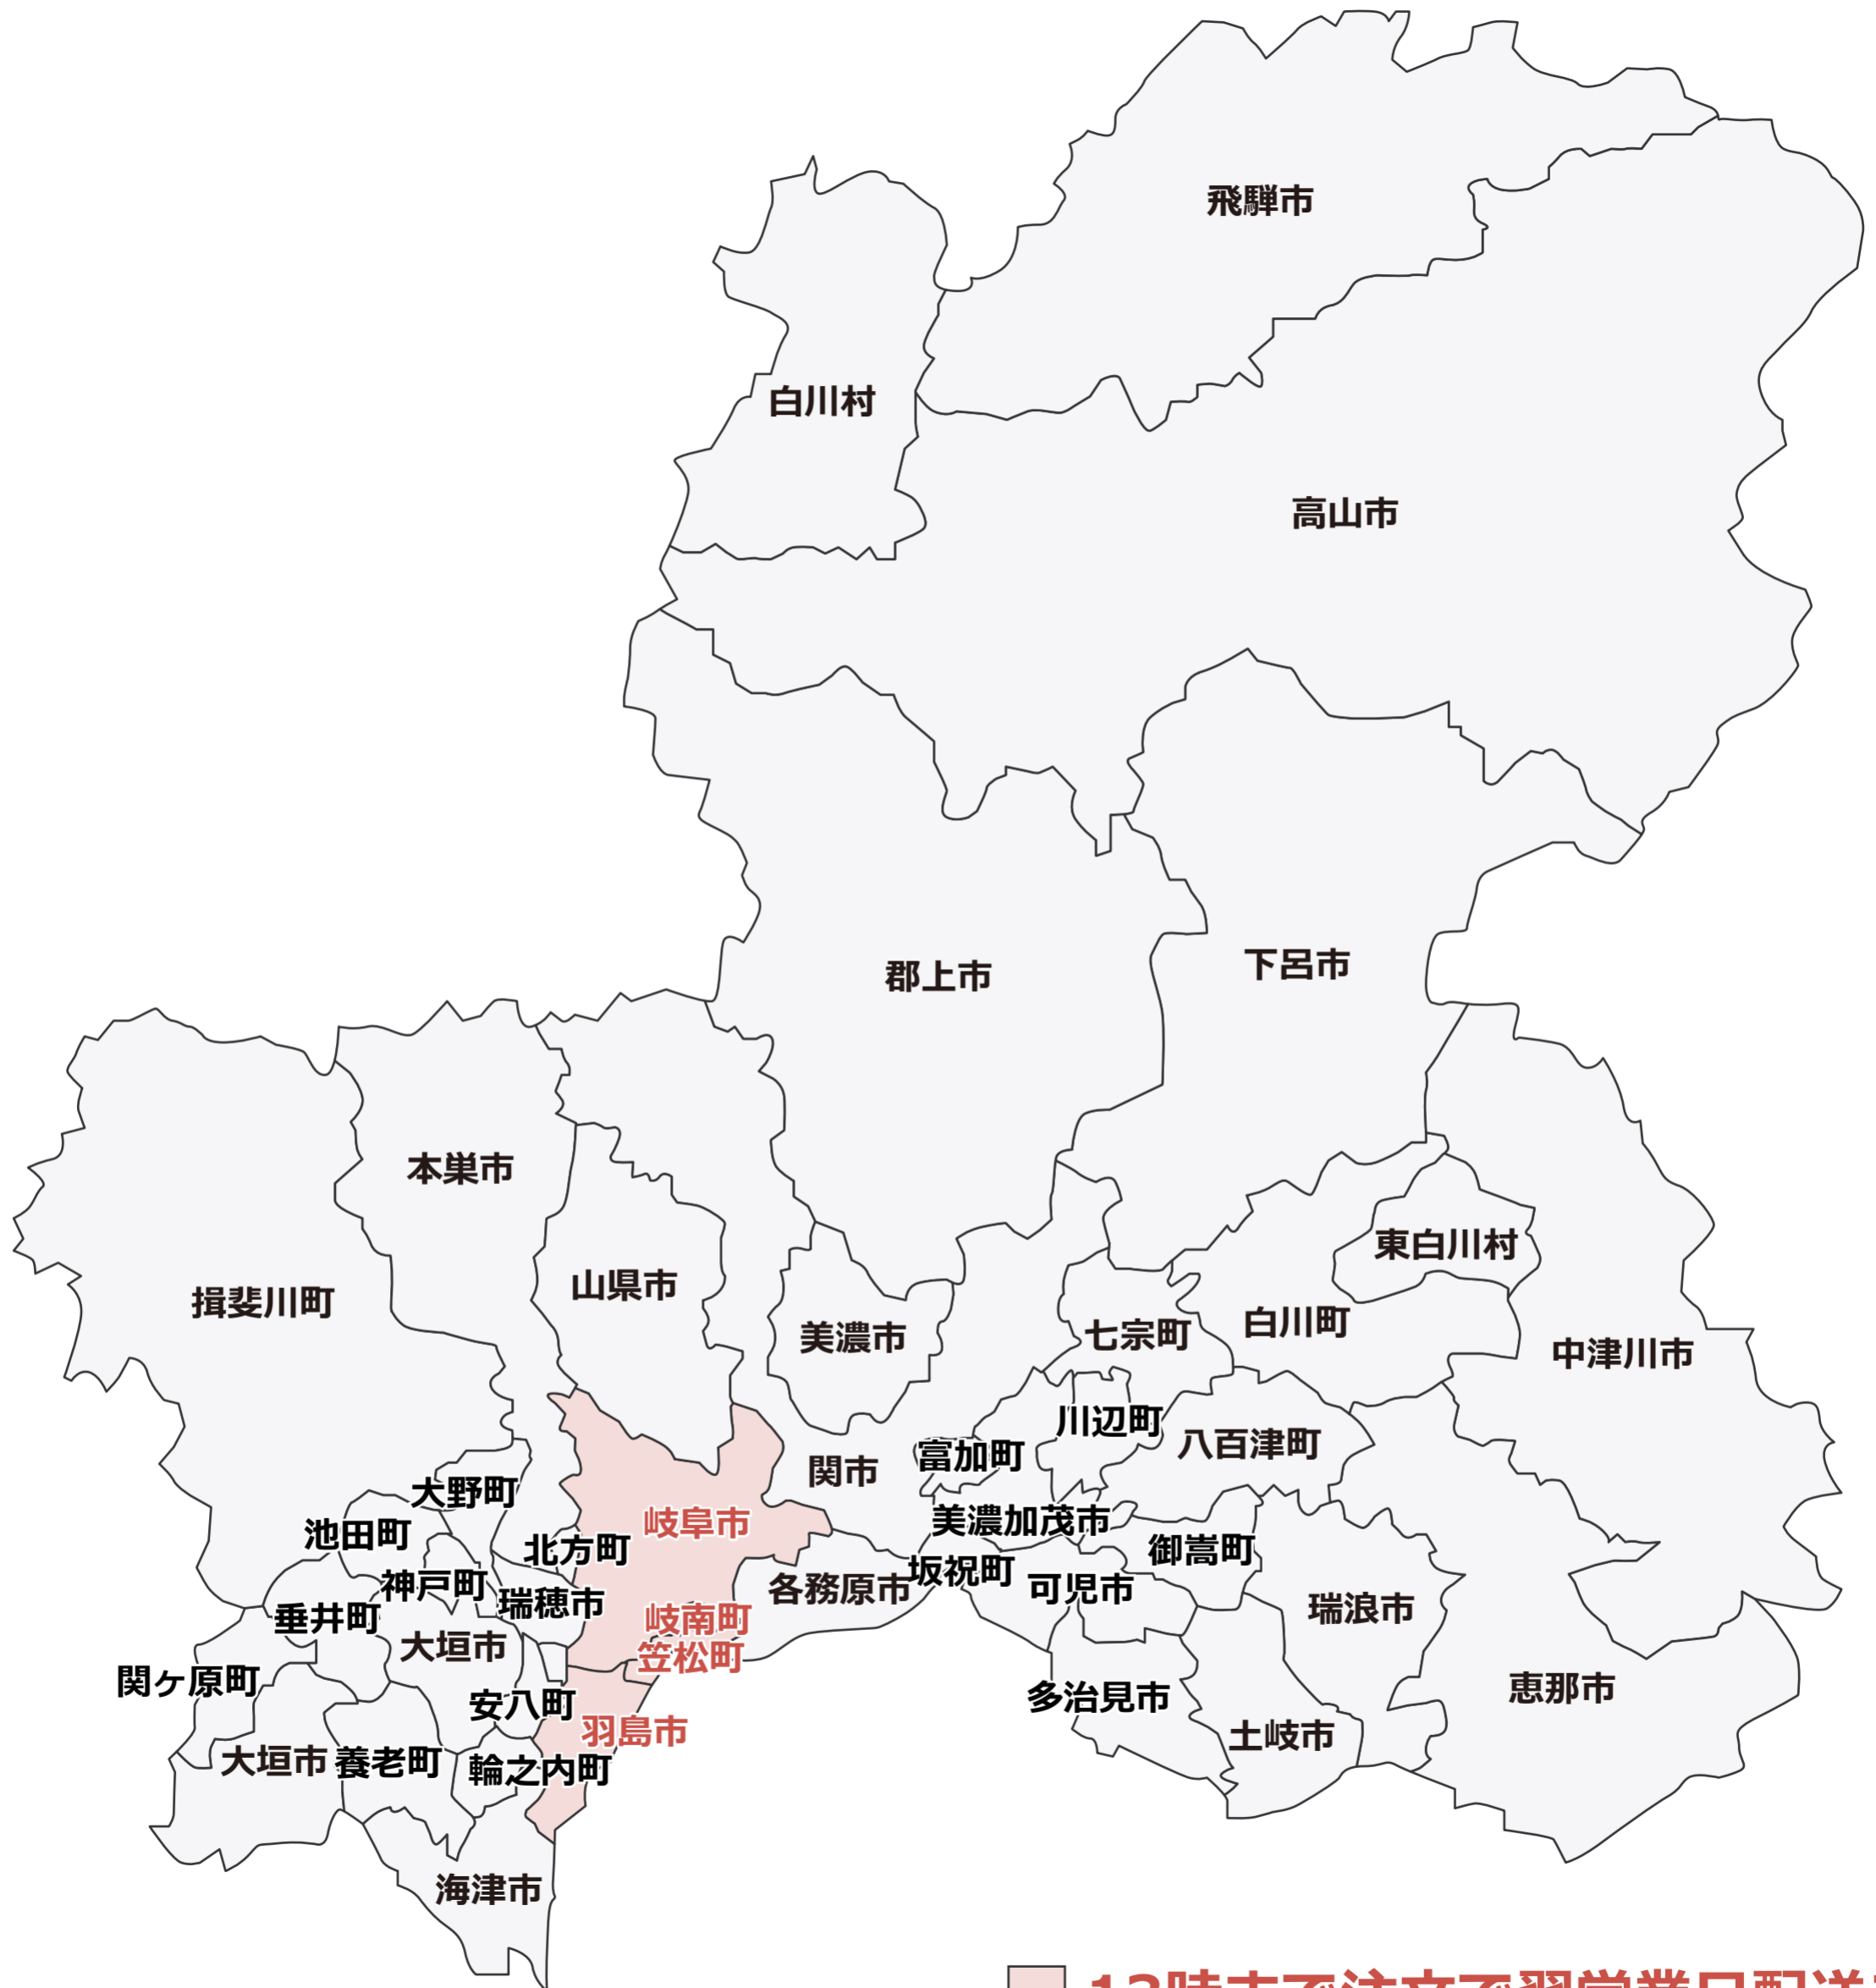 飛騨市
白川村
高山市
郡上市
下呂市
本巣市
東白川村
揖斐川町
山県市
美濃市
七宗町
白川町
中津川市
川辺町
八百津町
富加町
関市
大野町
岐阜市
美濃加茂市
池田町
北方町
御嵩町
坂祝町
神戸町
各務原市
可児市
瑞穂市
瑞浪市
垂井町
岐南町
大垣市
笠松町
関ヶ原町
恵那市
多治見市
安八町
羽島市
土岐市
大垣市
養老町
輪之内町
海津市